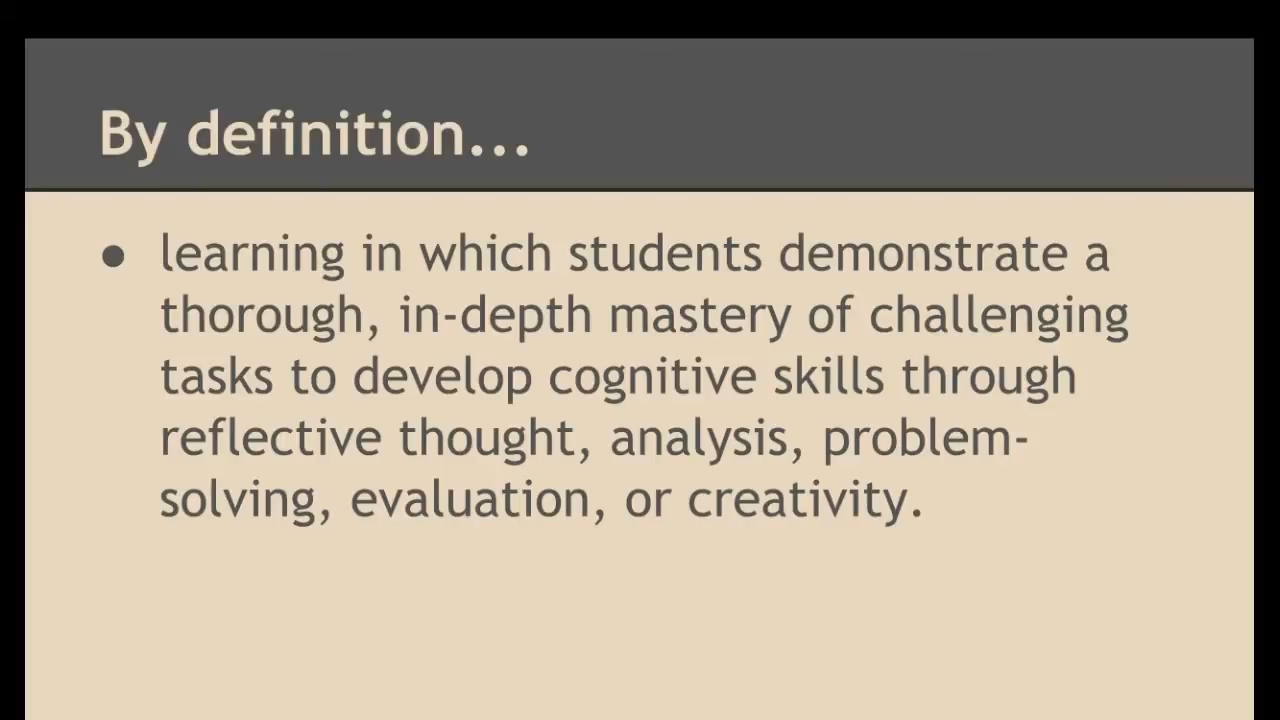 By definition...
● learning in which students demonstrate a
thorough, in-depth mastery of challenging
tasks to develop cognitive skills through
reflective thought, analysis, problem-
solving, evaluation, or creativity.